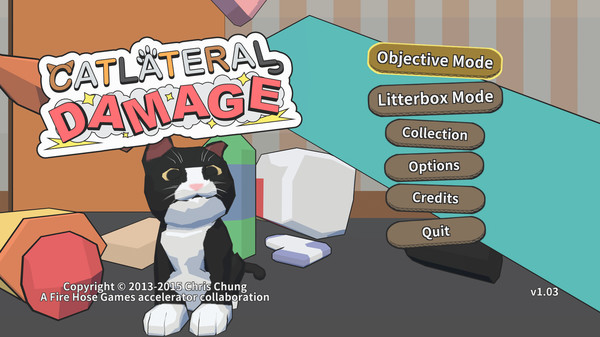 CATLATERAL
DAMAGE
Objective Mode
Litterbox Mode
Collection
Options
Credits
Quit
Copyright © 2013-2015 Chris Chung
A Fire Hose Games accelerator collaboration
v1.03